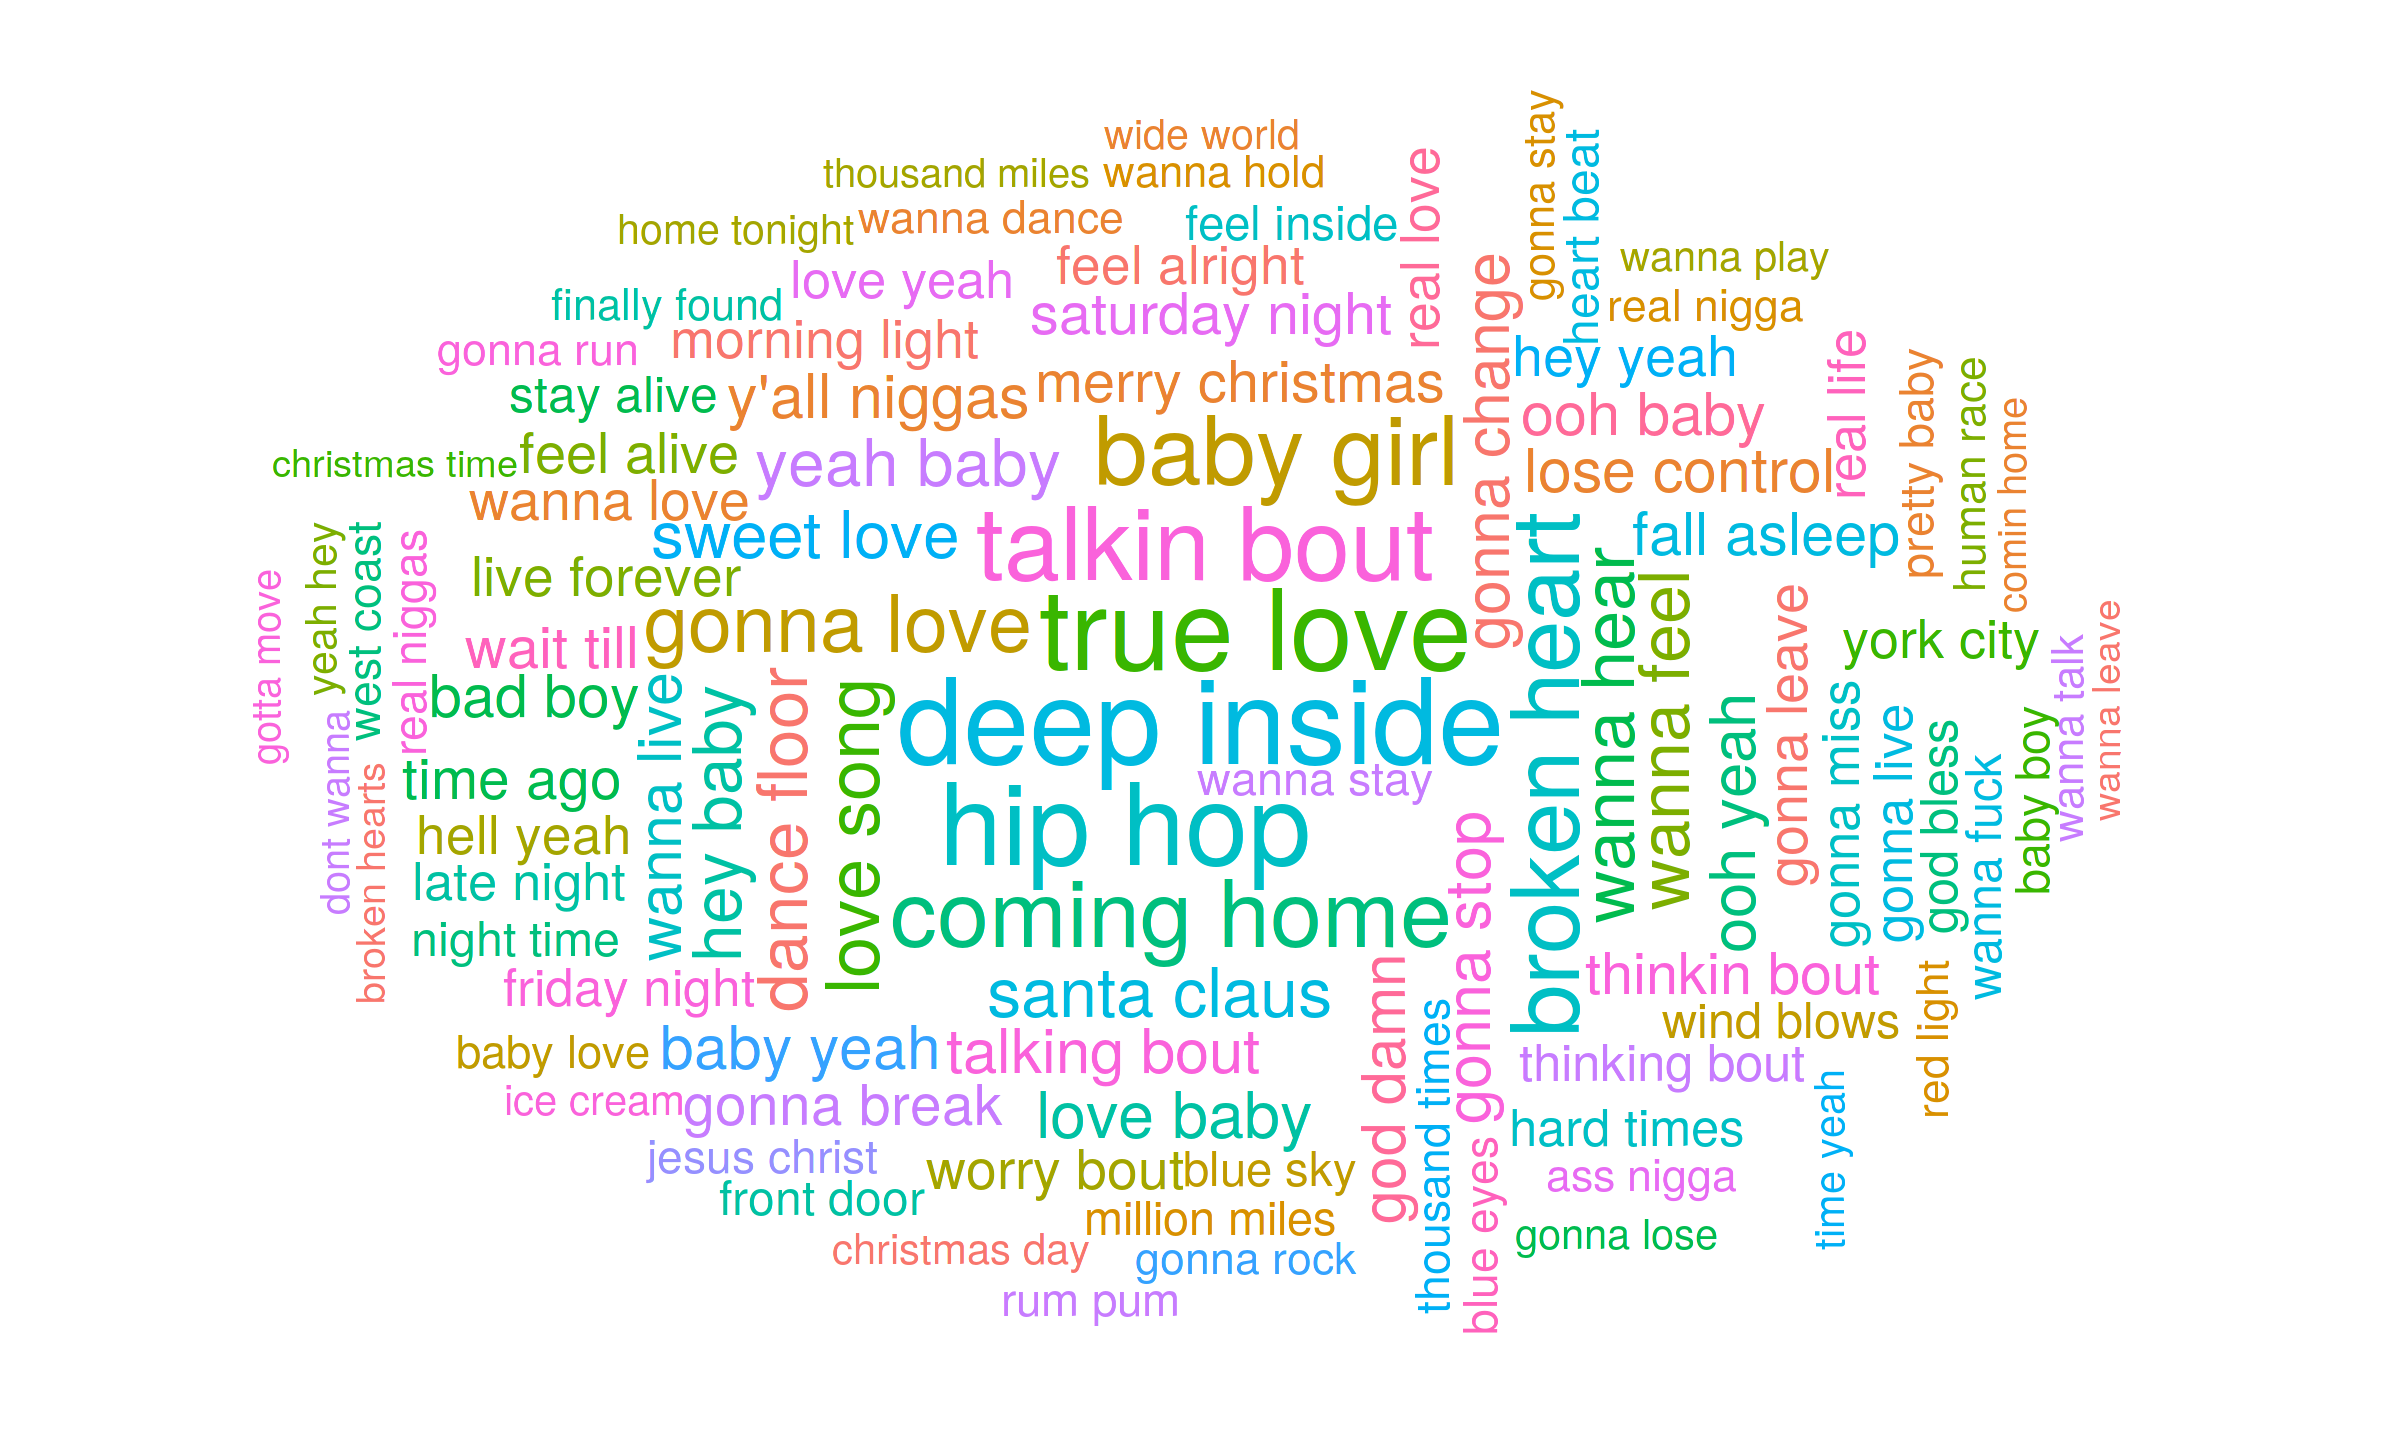 wide world
thousand miles
wanna hold
home tonight
wanna dance
feel inside
real love
gonna stay
heart beat
wanna play
finally found
love yeah
feel alright
real nigga
gonna run
morning light
saturday night
gonna change
hey yeah
real life
pretty baby
human race
comin home
stay alive
y'all niggas
merry christmas
ooh baby
christmas time
feel alive
yeah baby
baby girl
lose control
wanna love
sweet love
talkin bout
broken heart
wanna hear
fall asleep
gotta move
yeah hey
west coast
real niggas
live forever
wanna feel
gonna leave
york city
wanna talk
wanna leave
wait till
gonna love
true love
bad boy
wanna live
hey baby
dance floor
love song
deep inside
ooh yeah
gonna miss
gonna live
god bless
wanna fuck
baby boy
dont wanna
broken hearts
time ago
wanna stay
hell yeah
hip hop
gonna stop
late night
night time
coming home
friday night
santa claus
god damn
thousand times
thinkin bout
red light
wind blows
baby love
baby yeah
talking bout
thinking bout
time yeah
ice cream
gonna break
love baby
hard times
jesus christ
worry bout
blue sky
blue eyes
ass nigga
front door
million miles
gonna lose
christmas day
gonna rock
rum pum